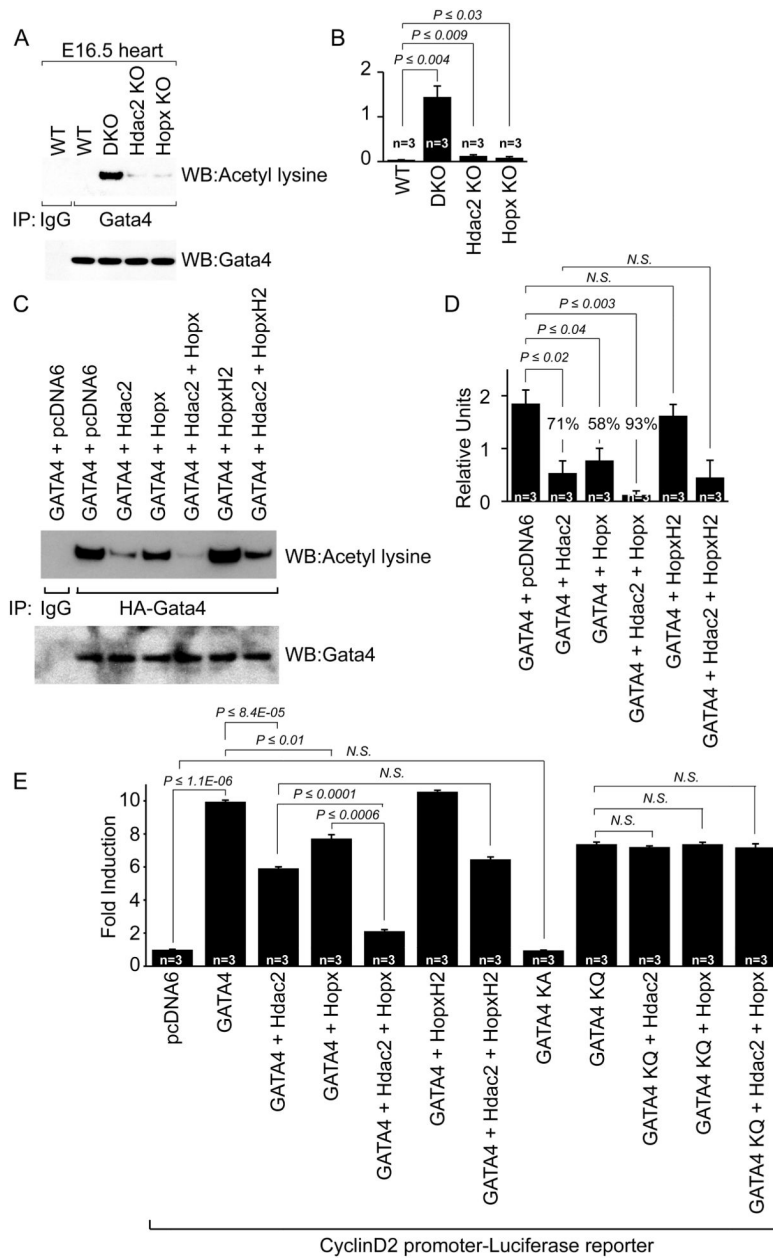 A
E16.5 heart
WT
WT
DKO
Hdac2 KO
Hopx KO
WB:Acetyl lysine
IP: IgG Gata4
WB:Gata4
B
P ≤ 0.03
P ≤ 0.009
P ≤ 0.004
2
1
0
n=3
n=3
n=3
n=3
WT
DKO
Hdac2 KO
Hopx KO
C
GATA4 + pcDNA6
GATA4 + pcDNA6
GATA4 + Hdac2
GATA4 + Hopx
GATA4 + Hdac2 + Hopx
GATA4 + HopxH2
GATA4 + Hdac2 + HopxH2
WB:Acetyl lysine
IP: IgG HA-Gata4
WB:Gata4
D
N.S.
N.S.
P ≤ 0.003
P ≤ 0.04
P ≤ 0.02
Relative Units
2
1
0
71% 58% 93%
n=3 n=3 n=3 n=3 n=3 n=3
GATA4 + pcDNA6
GATA4 + Hdac2
GATA4 + Hopx
GATA4 + Hdac2 + Hopx
GATA4 + HopxH2
GATA4 + Hdac2 + HopxH2
E
P ≤ 8.4E-05
P ≤ 0.01
N.S.
P ≤ 1.1E-06
N.S.
P ≤ 0.0001
P ≤ 0.0006
N.S.
N.S.
N.S.
Fold Induction
10
8
6
4
2
0
n=3 n=3 n=3 n=3 n=3 n=3 n=3 n=3 n=3 n=3 n=3 n=3
pcDNA6
GATA4
GATA4 + Hdac2
GATA4 + Hopx
GATA4 + Hdac2 + Hopx
GATA4 + HopxH2
GATA4 + Hdac2 + HopxH2
GATA4 KA
GATA4 KQ
GATA4 KQ + Hdac2
GATA4 KQ + Hopx
GATA4 KQ + Hdac2 + Hopx
CyclinD2 promoter-Luciferase reporter